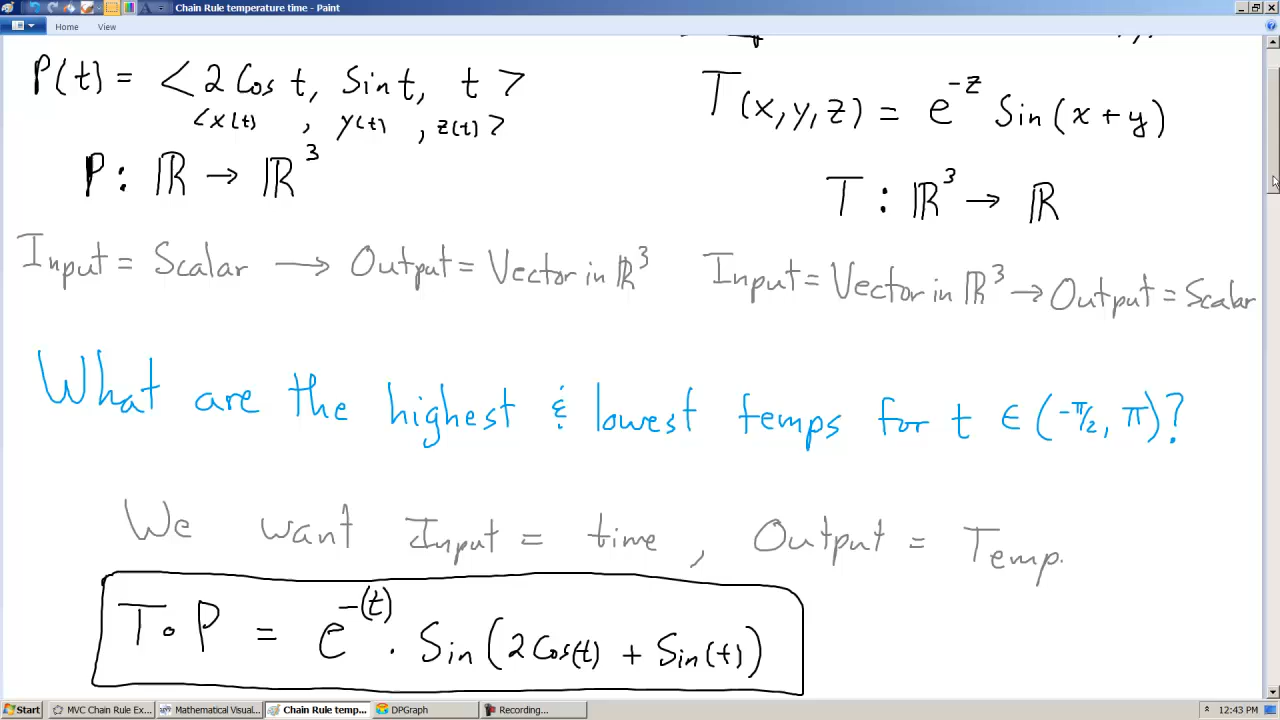 Chain Rule temperature time - Paint
Home View
P(t) = < 2 Cos t, Sin t, t >
< x(t) , y(t) , z(t) >
P : ℝ → ℝ³
T(x, y, z) = e^{-z} Sin(x + y)
T : ℝ³ → ℝ
Input = Scalar → Output = Vector in ℝ³
Input = Vector in ℝ³ → Output = Scalar
What are the highest & lowest temps for t ∈ (-π/2, π)?
We want Input = time , Output = Temp.
T∘P = e^{-(t)} · Sin(2Cos(t) + Sin(t))
Start MVC Chain Rule Ex... Mathematical Visual... Chain Rule temp... DPGraph Recording... 12:43 PM